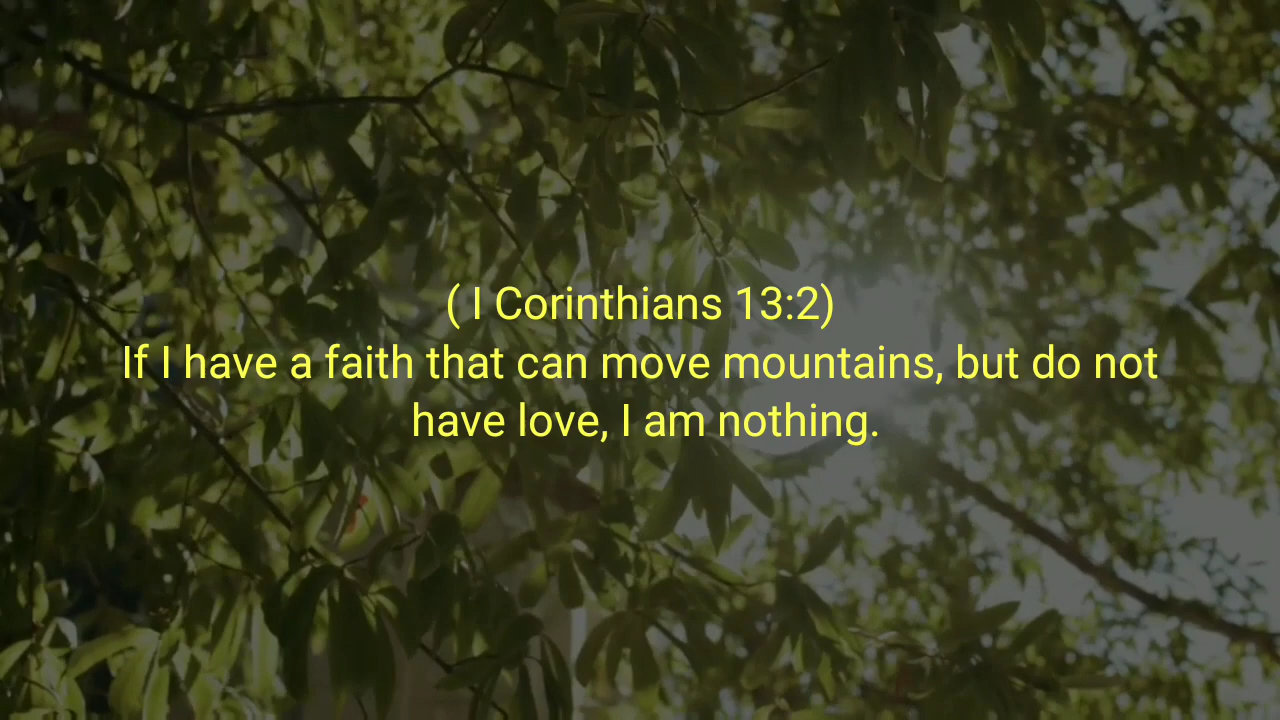 ( I Corinthians 13:2)
If I have a faith that can move mountains, but do not
have love, I am nothing.